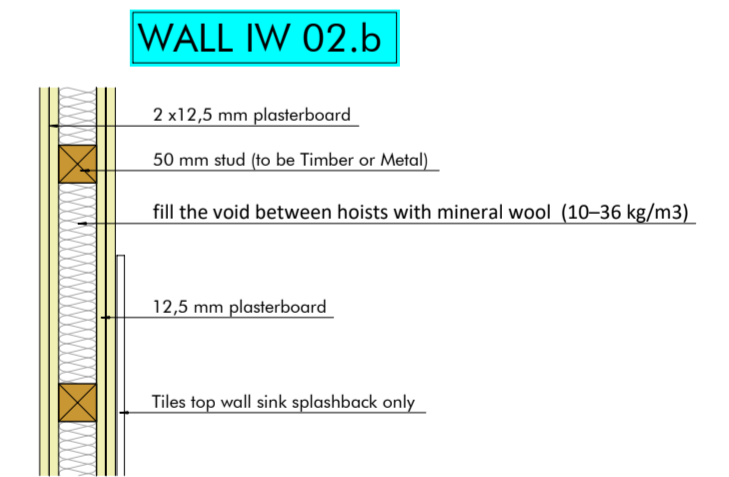 WALL IW 02.b
2 x12,5 mm plasterboard
50 mm stud (to be Timber or Metal)
fill the void between hoists with mineral wool (10–36 kg/m3)
12,5 mm plasterboard
Tiles top wall sink splashback only